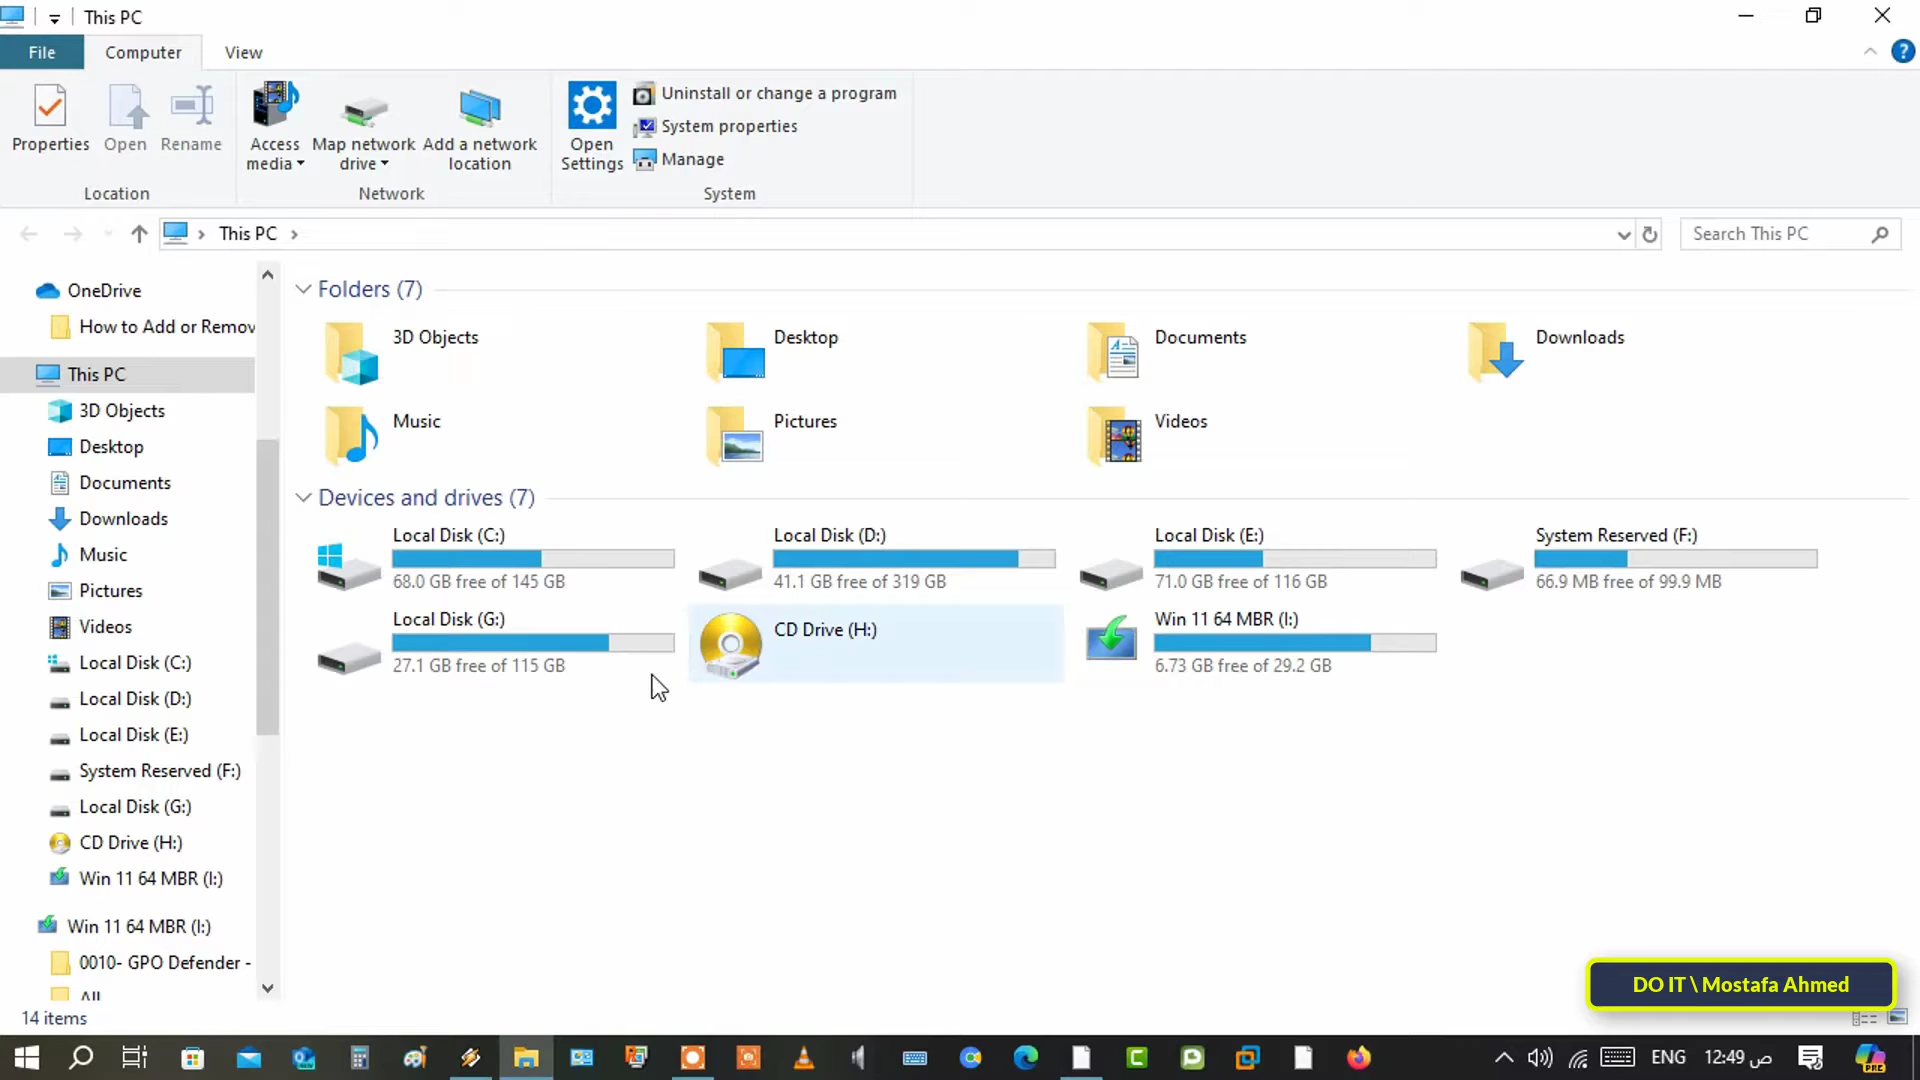 This PC
File
Computer
View
Properties
Open
Rename
Access
media
Map network
drive
Add a network
location
Open
Settings
Uninstall or change a program
System properties
Manage
Location
Network
System
This PC
Search This PC
OneDrive
How to Add or Remov
This PC
3D Objects
Desktop
Documents
Downloads
Music
Pictures
Videos
Local Disk (C:)
Local Disk (D:)
Local Disk (E:)
System Reserved (F:)
Local Disk (G:)
CD Drive (H:)
Win 11 64 MBR (I:)
Win 11 64 MBR (I:)
0010- GPO Defender -
All
Folders (7)
3D Objects
Desktop
Documents
Downloads
Music
Pictures
Videos
Devices and drives (7)
Local Disk (C:)
68.0 GB free of 145 GB
Local Disk (D:)
41.1 GB free of 319 GB
Local Disk (E:)
71.0 GB free of 116 GB
System Reserved (F:)
66.9 MB free of 99.9 MB
Local Disk (G:)
27.1 GB free of 115 GB
CD Drive (H:)
Win 11 64 MBR (I:)
6.73 GB free of 29.2 GB
DO IT \ Mostafa Ahmed
14 items
ENG
12:49 ص
PRE